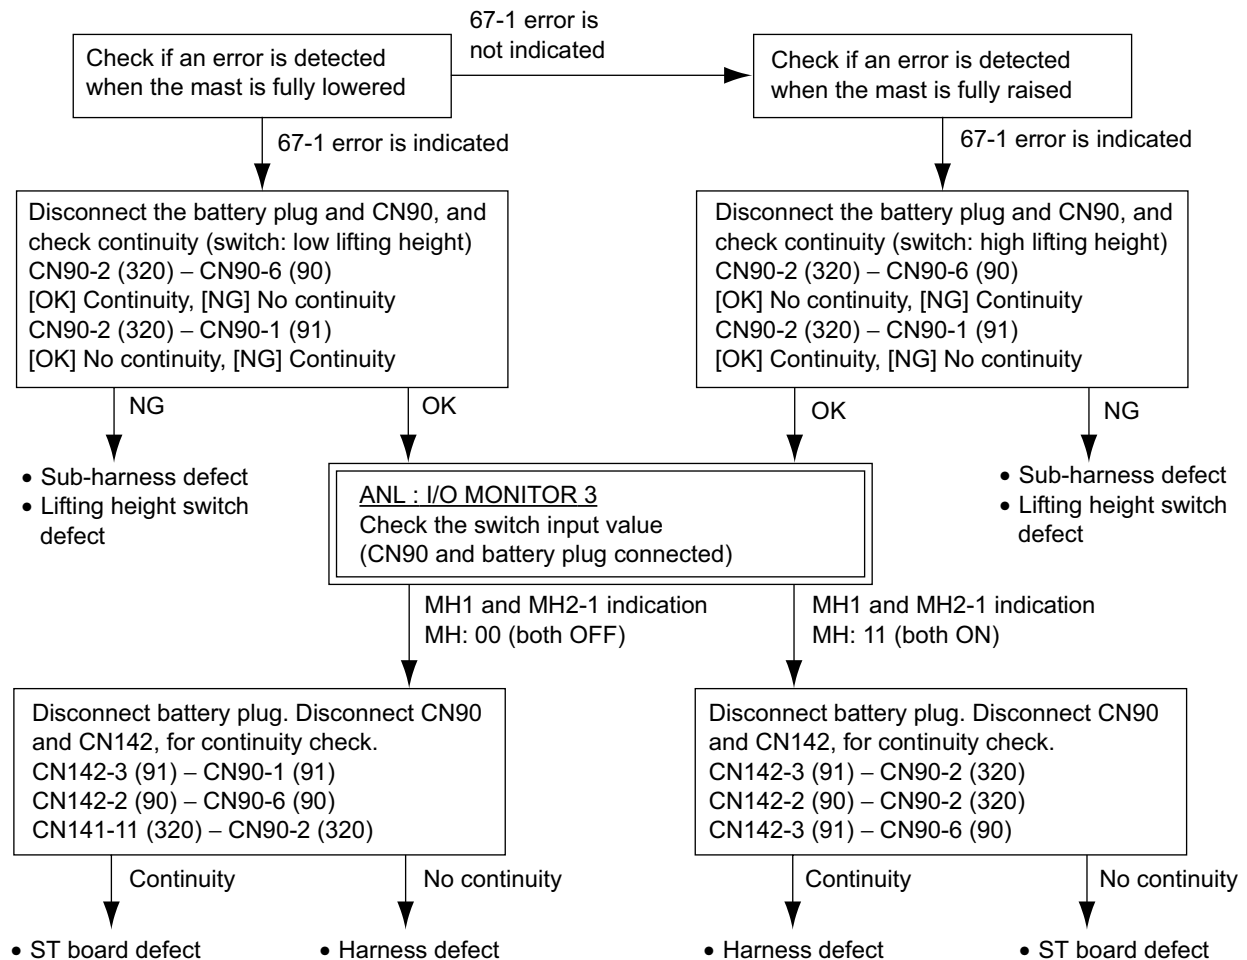 67-1 error is
not indicated
Check if an error is detected
when the mast is fully lowered
Check if an error is detected
when the mast is fully raised
67-1 error is indicated
67-1 error is indicated
Disconnect the battery plug and CN90, and
check continuity (switch: low lifting height)
CN90-2 (320) – CN90-6 (90)
[OK] Continuity, [NG] No continuity
CN90-2 (320) – CN90-1 (91)
[OK] No continuity, [NG] Continuity
Disconnect the battery plug and CN90, and
check continuity (switch: high lifting height)
CN90-2 (320) – CN90-6 (90)
[OK] No continuity, [NG] Continuity
CN90-2 (320) – CN90-1 (91)
[OK] Continuity, [NG] No continuity
NG
OK
OK
NG
• Sub-harness defect
• Lifting height switch
defect
ANL : I/O MONITOR 3
Check the switch input value
(CN90 and battery plug connected)
• Sub-harness defect
• Lifting height switch
defect
MH1 and MH2-1 indication
MH: 00 (both OFF)
MH1 and MH2-1 indication
MH: 11 (both ON)
Disconnect battery plug. Disconnect CN90
and CN142, for continuity check.
CN142-3 (91) – CN90-1 (91)
CN142-2 (90) – CN90-6 (90)
CN141-11 (320) – CN90-2 (320)
Disconnect battery plug. Disconnect CN90
and CN142, for continuity check.
CN142-3 (91) – CN90-2 (320)
CN142-2 (90) – CN90-2 (320)
CN142-3 (91) – CN90-6 (90)
Continuity
No continuity
Continuity
No continuity
• ST board defect
• Harness defect
• Harness defect
• ST board defect